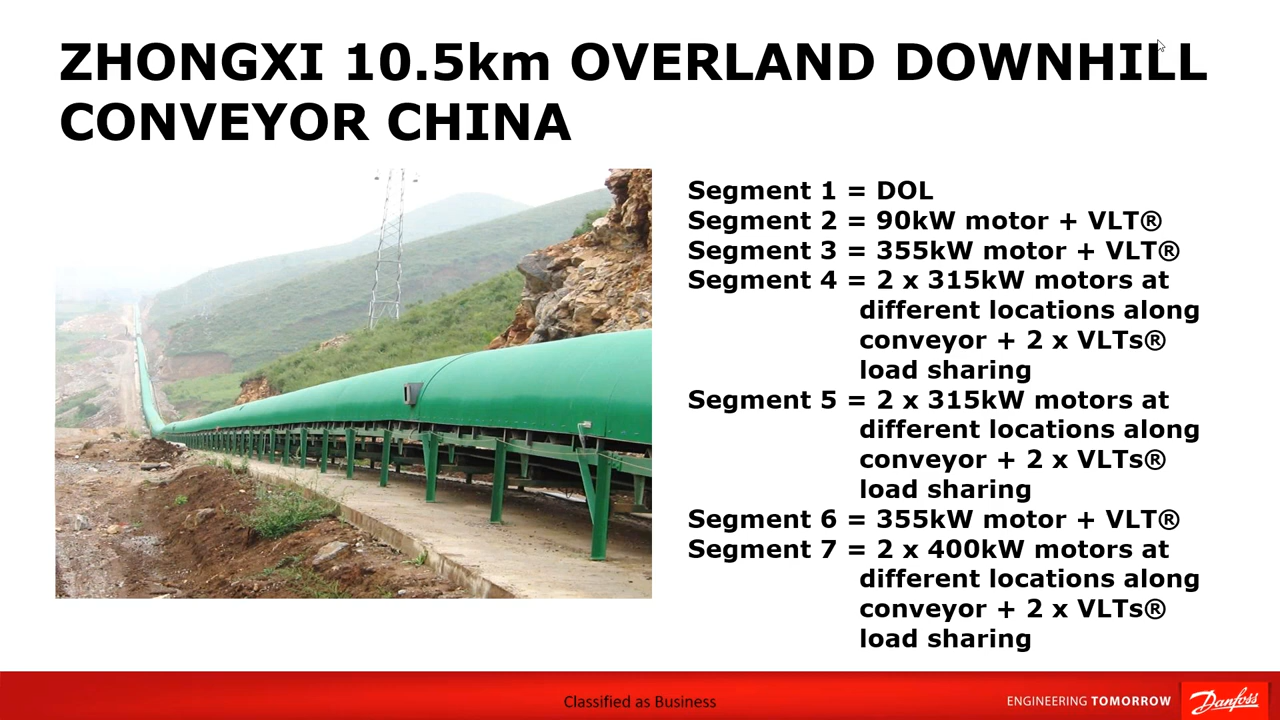 ZHONGXI 10.5km OVERLAND DOWNHILL
CONVEYOR CHINA
Segment 1 = DOL
Segment 2 = 90kW motor + VLT®
Segment 3 = 355kW motor + VLT®
Segment 4 = 2 x 315kW motors at
different locations along
conveyor + 2 x VLTs®
load sharing
Segment 5 = 2 x 315kW motors at
different locations along
conveyor + 2 x VLTs®
load sharing
Segment 6 = 355kW motor + VLT®
Segment 7 = 2 x 400kW motors at
different locations along
conveyor + 2 x VLTs®
load sharing
Classified as Business
ENGINEERING TOMORROW
Danfoss